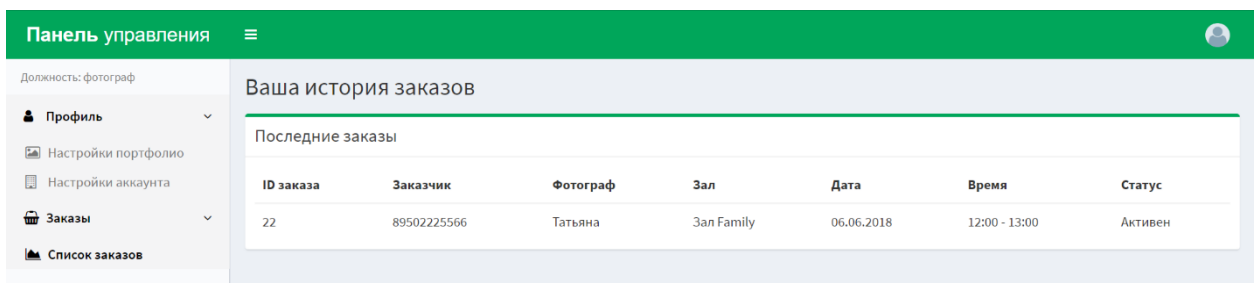 Панель управления
Должность: фотограф
Ваша история заказов
Профиль
Настройки портфолио
Настройки аккаунта
Заказы
Список заказов
Последние заказы
ID заказа Заказчик Фотограф Зал Дата Время Статус
22 89502225566 Татьяна Зал Family 06.06.2018 12:00 - 13:00 Активен